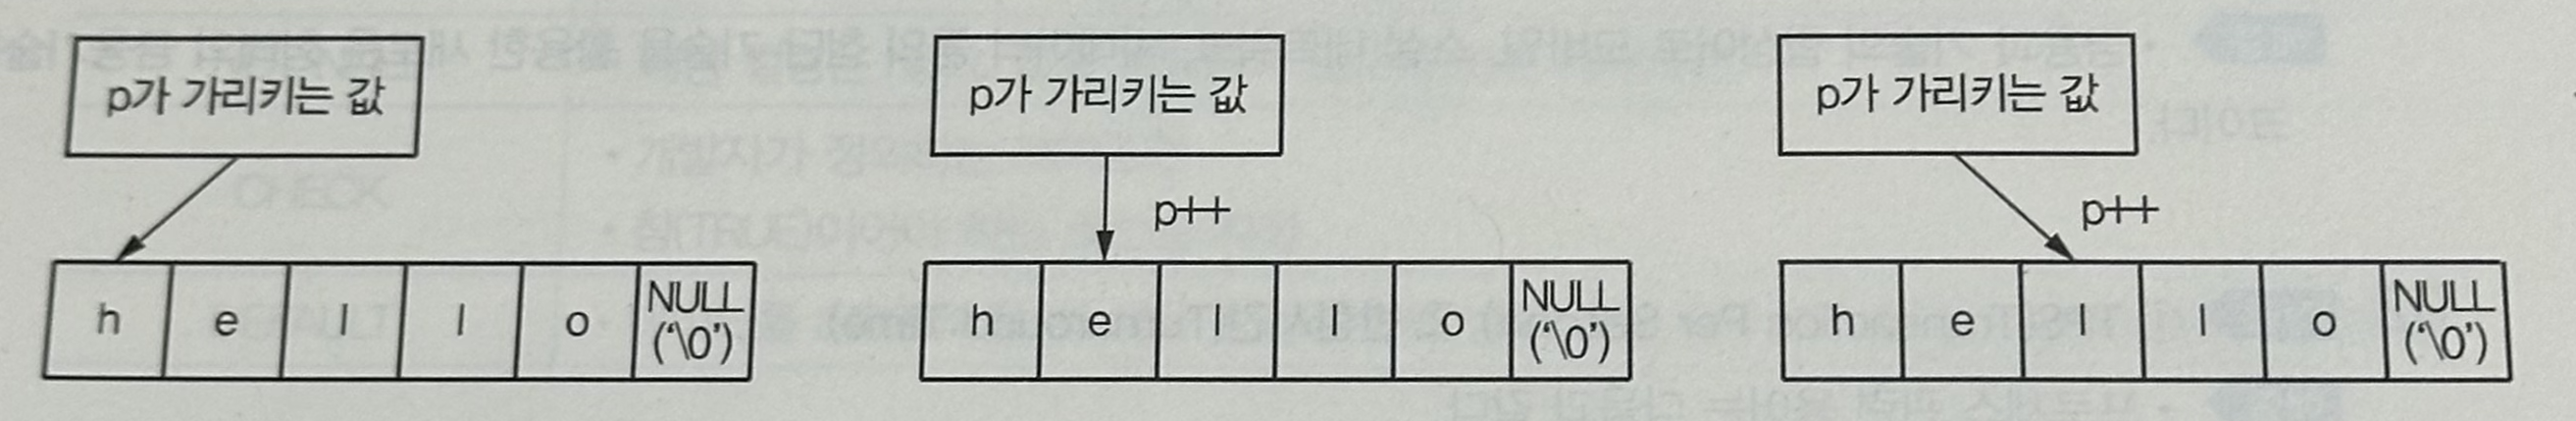 p가 가리키는 값 p가 가리키는 값 p가 가리키는 값
p++ p++
h e l l o NULL ('\0') h e l l o NULL ('\0') h e l l o NULL ('\0')